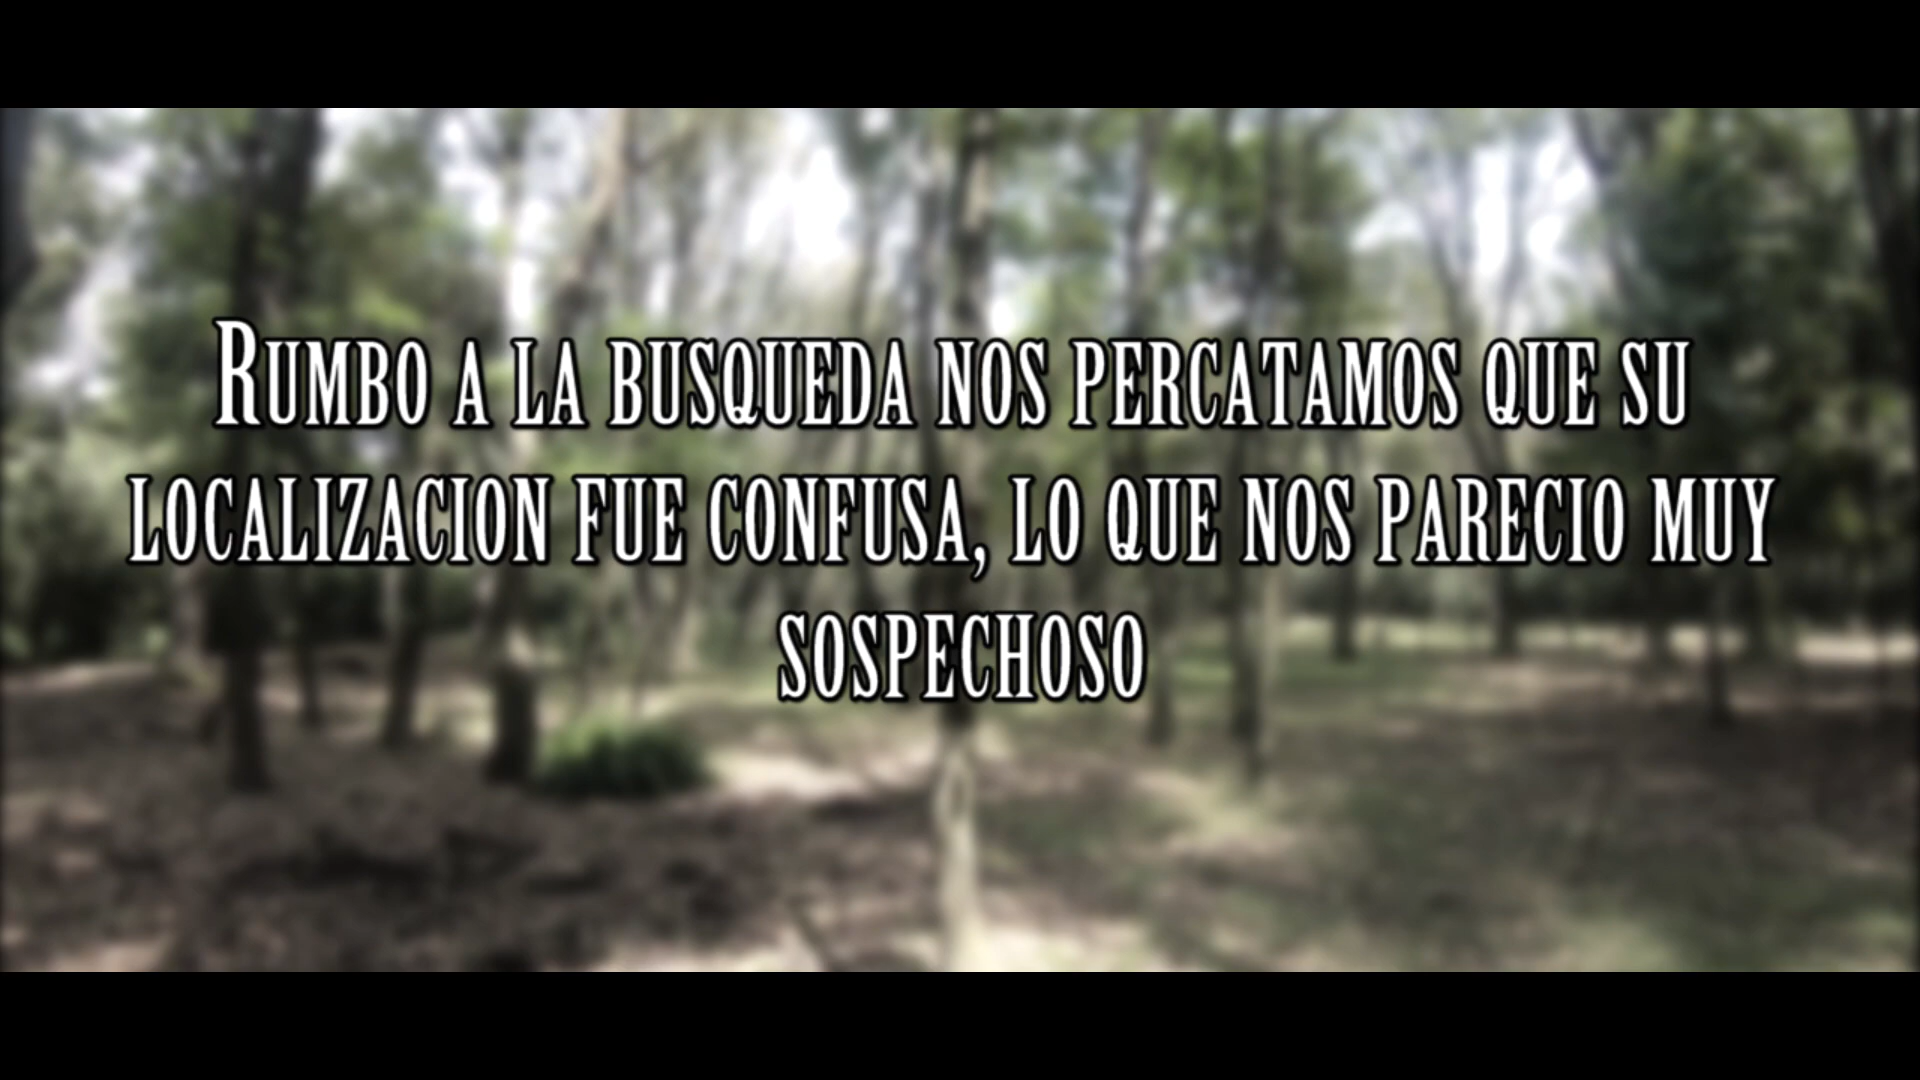 Rumbo a la busqueda nos percatamos que su
localizacion fue confusa, lo que nos parecio muy
sospechoso